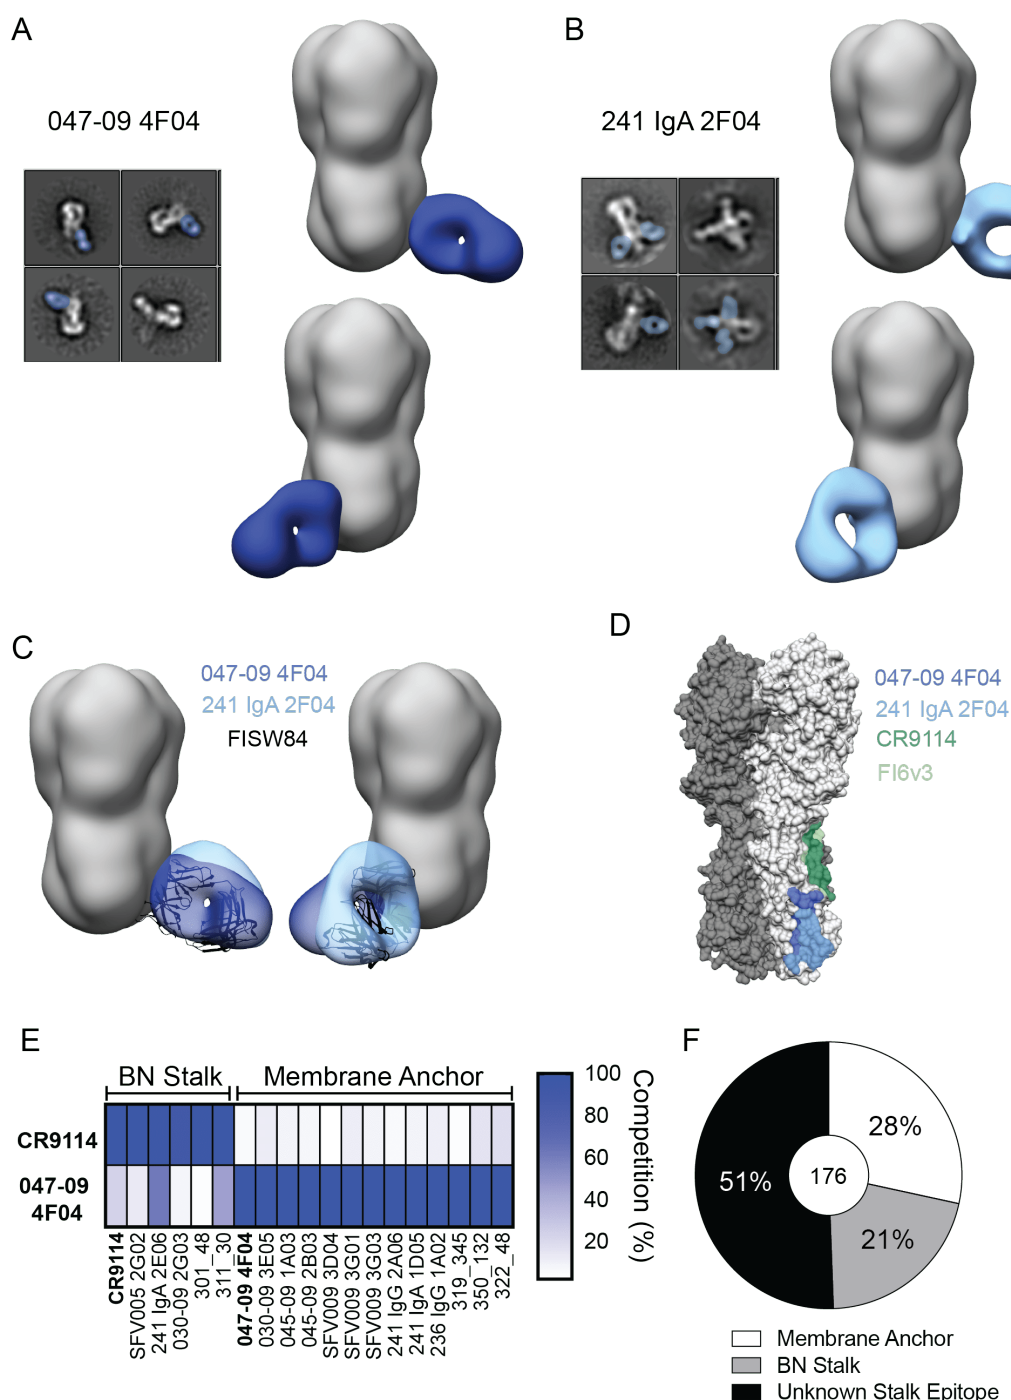 A
B
047-09 4F04
241 IgA 2F04
C
D
047-09 4F04
241 IgA 2F04
FISW84
047-09 4F04
241 IgA 2F04
CR9114
FI6v3
E
F
BN Stalk
Membrane Anchor
CR9114
047-09
4F04
100
80
60
40
20
Competition (%)
CR9114
SFV005 2G02
241 IgA 2E06
030-09 2G03
301_48
311_30
047-09 4F04
030-09 3E05
045-09 1A03
045-09 2B03
SFV009 3D04
SFV009 3G01
SFV009 3G03
241 IgG 2A06
241 IgA 1D05
236 IgG 1A02
319_345
350_132
322_48
28%
51%
176
21%
Membrane Anchor
BN Stalk
Unknown Stalk Epitope